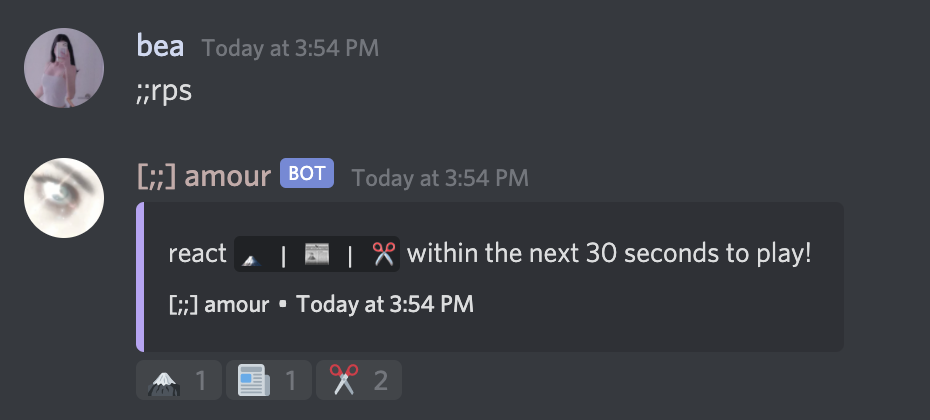 bea Today at 3:54 PM
;;rps
[;;] amour BOT Today at 3:54 PM
react 🗻 | 📰 | ✂️ within the next 30 seconds to play!
[;;] amour • Today at 3:54 PM
🗻 1 📰 1 ✂️ 2